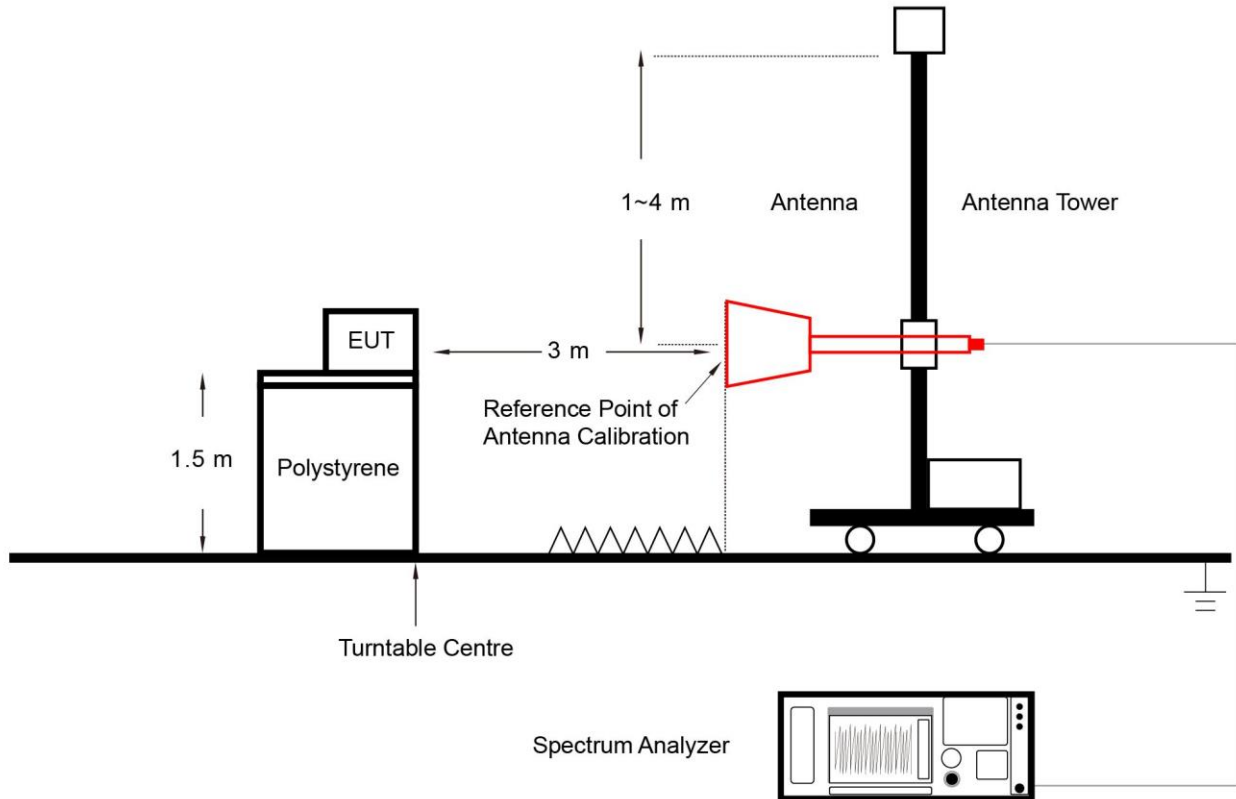 1~4 m
Antenna
Antenna Tower
EUT
3 m
Reference Point of
Antenna Calibration
1.5 m
Polystyrene
Turntable Centre
Spectrum Analyzer